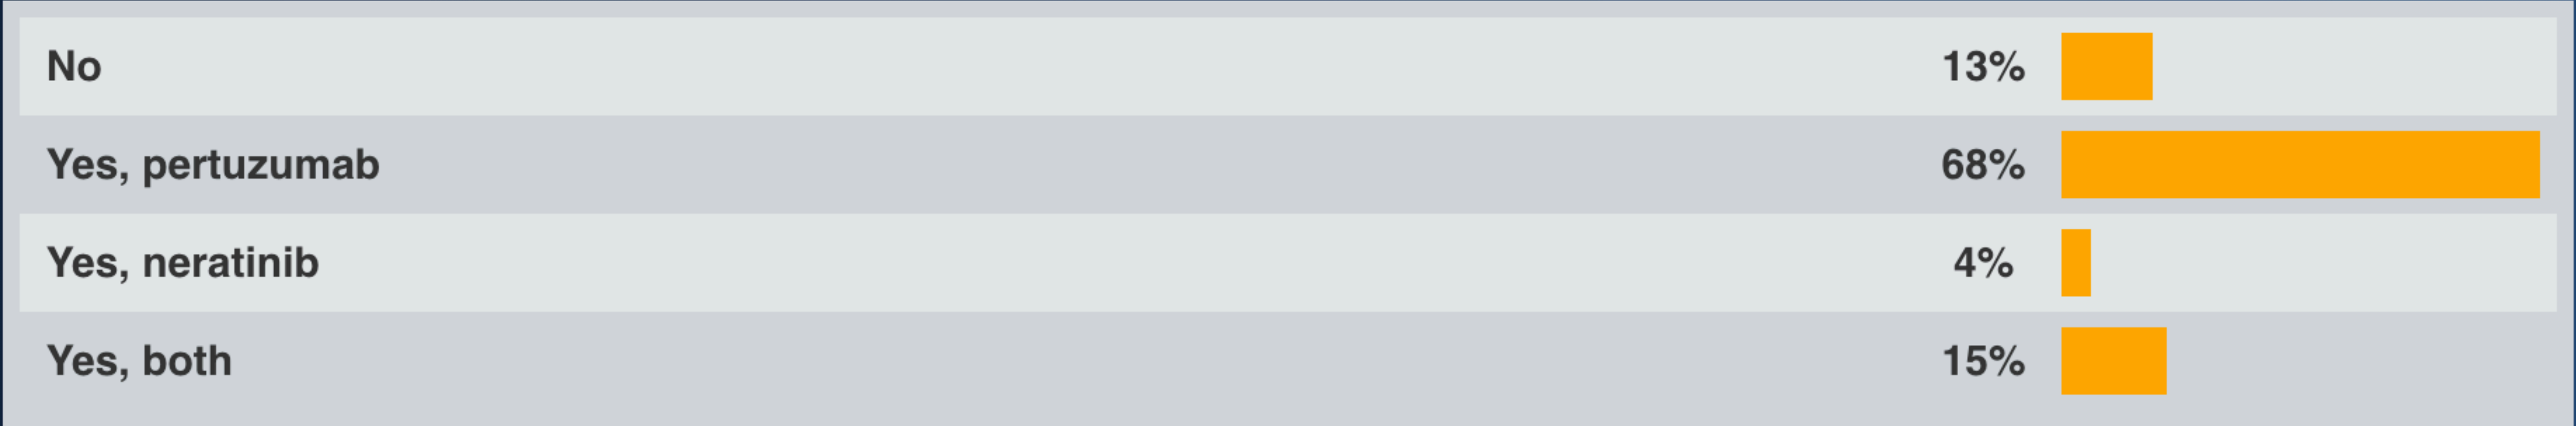 No 13%
Yes, pertuzumab 68%
Yes, neratinib 4%
Yes, both 15%